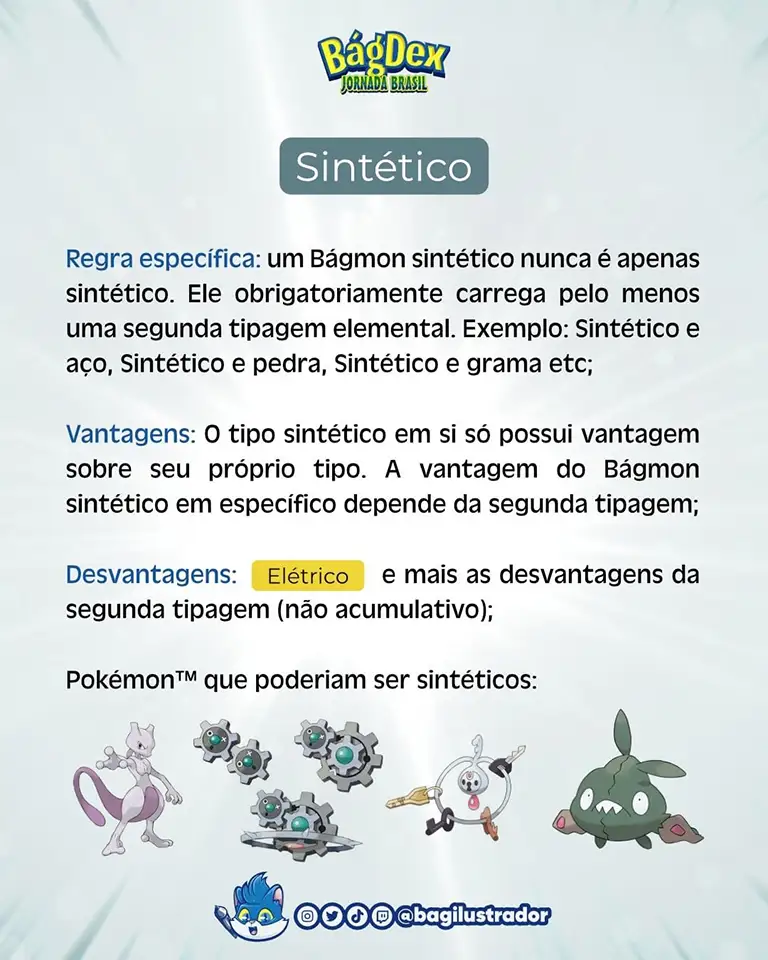 BágDex
JORNADA BRASIL
Sintético
Regra específica: um Bágmon sintético nunca é apenas
sintético. Ele obrigatoriamente carrega pelo menos
uma segunda tipagem elemental. Exemplo: Sintético e
aço, Sintético e pedra, Sintético e grama etc;
Vantagens: O tipo sintético em si só possui vantagem
sobre seu próprio tipo. A vantagem do Bágmon
sintético em específico depende da segunda tipagem;
Desvantagens: Elétrico e mais as desvantagens da
segunda tipagem (não acumulativo);
Pokémon™ que poderiam ser sintéticos:
@bagilustrador